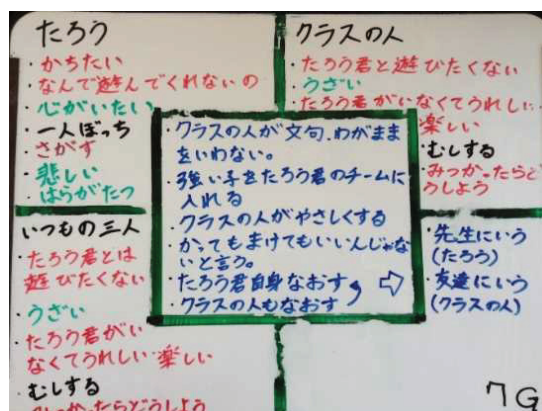 たろう
・かちたい
・なんで遊んでくれないの
・心がいたい
・一人ぼっち
・さがす
・悲しい
・はらがたつ
クラスの人
・たろう君と遊びたくない
うざい
・たろう君がいなくてうれしい
楽しい
・むしする
・みつかったらど
うしよう
・クラスの人が文句、わがまま
をいわない。
・強い子をたろう君のチームに
入れる
・クラスの人がやさしくする
・かってもまけてもいいんじゃな
いと言う。
・たろう君自身なおす
・クラスの人もなおす
⇨
いつもの三人
・たろう君とは
遊びたくない
・うざい
・たろう君がい
なくてうれしい・楽しい
・むしする
みつかったらどうしよう
・先生にいう
(たろう)
・友達にいう
(クラスの人)
7G